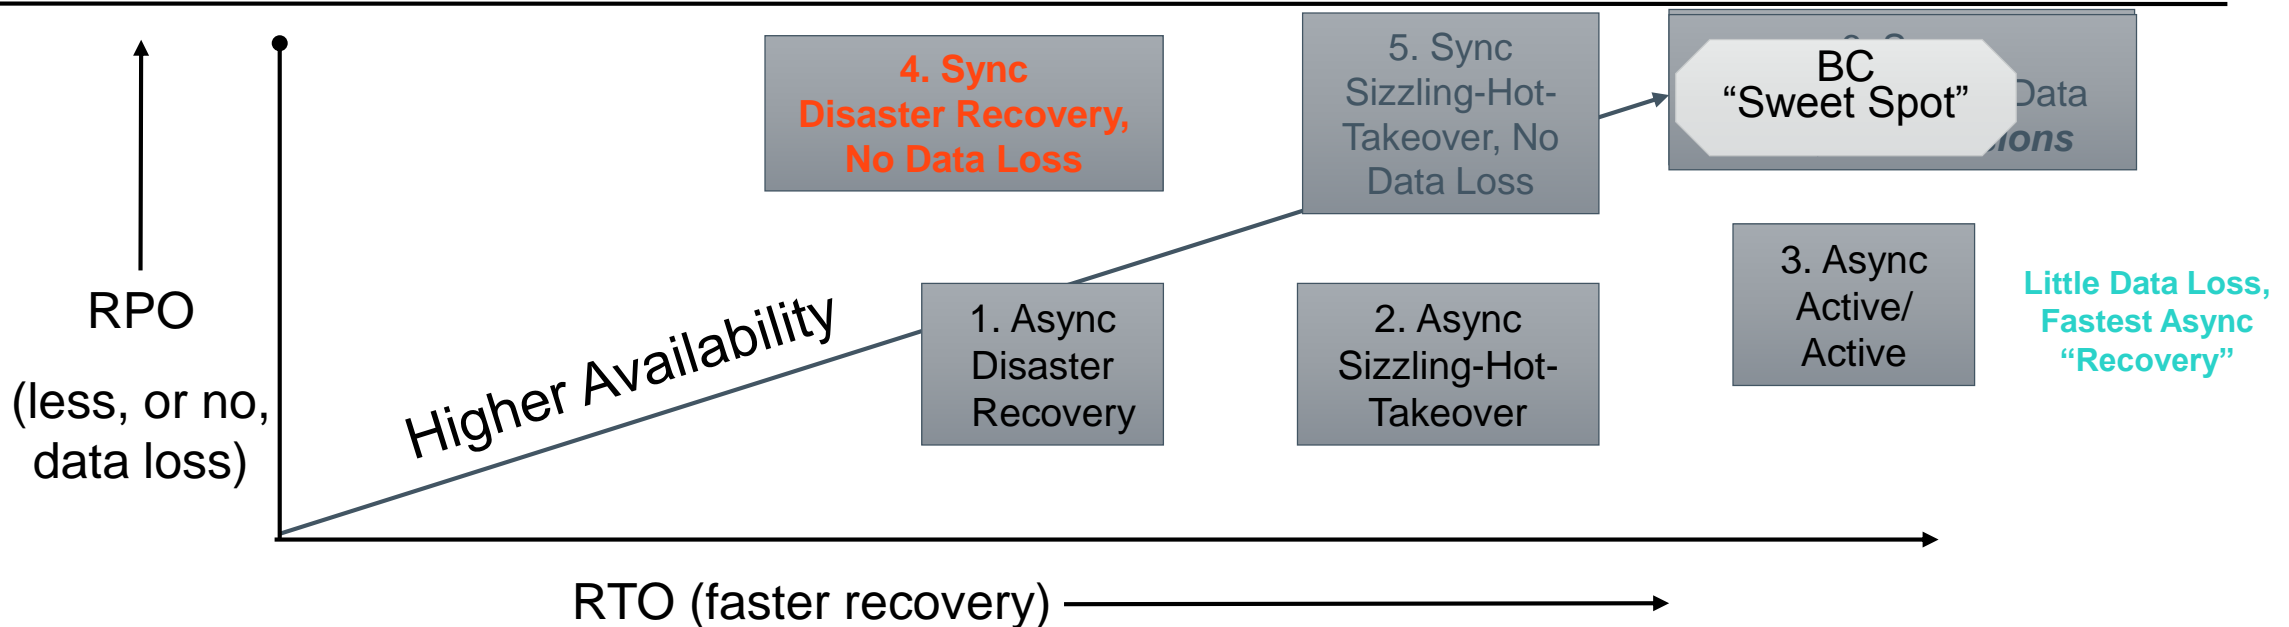 4. Sync
Disaster Recovery,
No Data Loss
5. Sync
Sizzling-Hot-
Takeover, No
Data Loss
BC
“Sweet Spot”
Data
RPO
(less, or no,
data loss)
Higher Availability
1. Async
Disaster
Recovery
2. Async
Sizzling-Hot-
Takeover
3. Async
Active/
Active
Little Data Loss,
Fastest Async
“Recovery”
RTO (faster recovery)